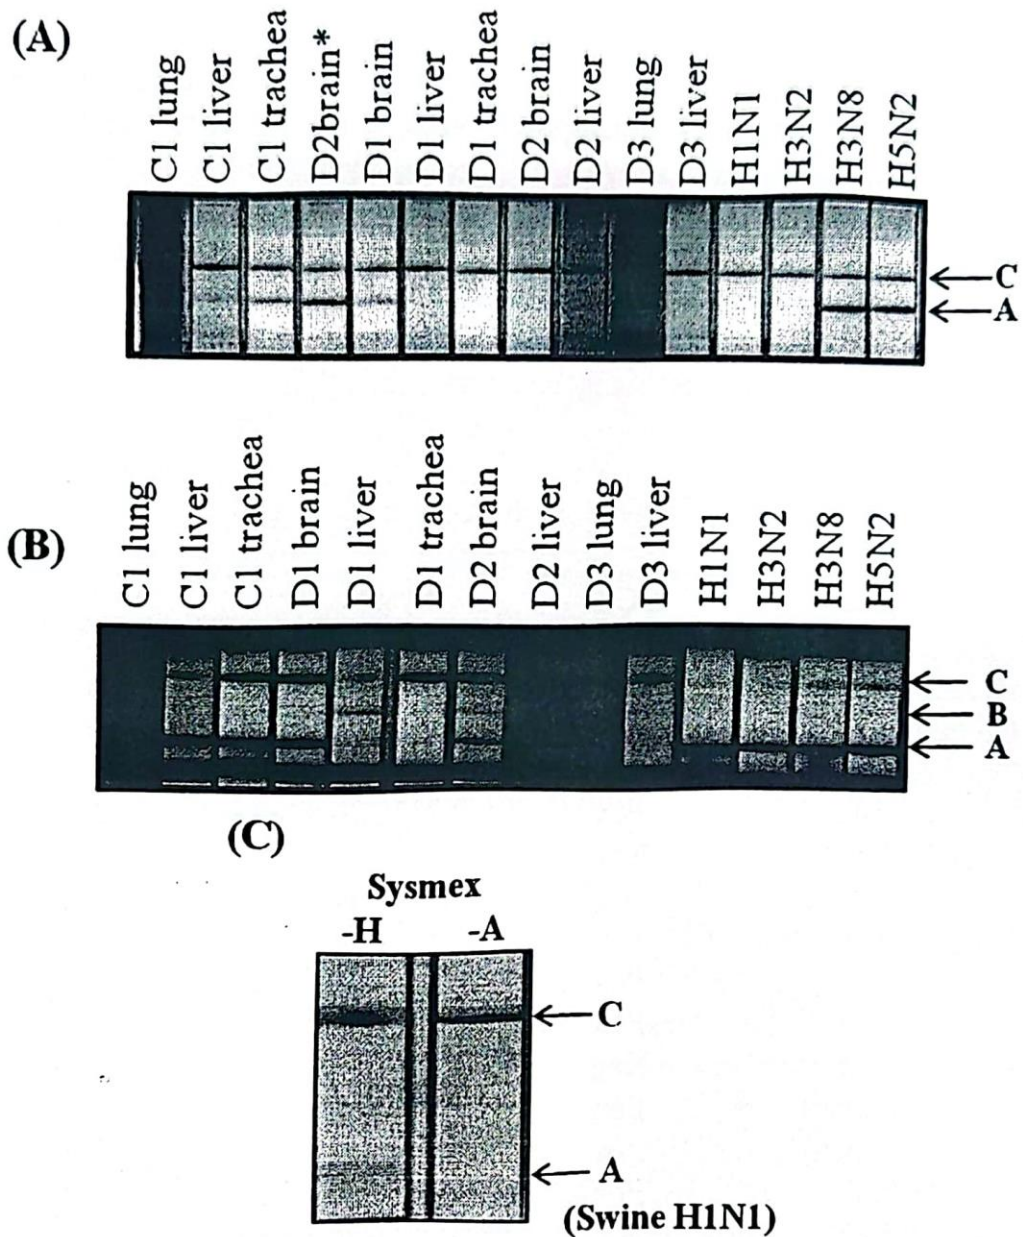 (A)
C1 lung
C1 liver
C1 trachea
D2brain*
D1 brain
D1 liver
D1 trachea
D2 brain
D2 liver
D3 lung
D3 liver
H1N1
H3N2
H3N8
H5N2
C
A
(B)
C1 lung
C1 liver
C1 trachea
D1 brain
D1 liver
D1 trachea
D2 brain
D2 liver
D3 lung
D3 liver
H1N1
H3N2
H3N8
H5N2
C
B
A
(C)
Sysmex
-H -A
C
A
(Swine H1N1)